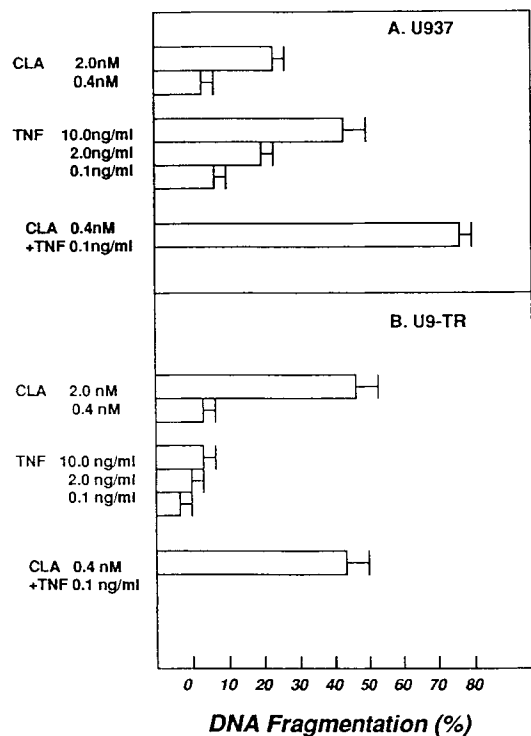 A. U937
CLA 2.0nM
0.4nM
TNF 10.0ng/ml
2.0ng/ml
0.1ng/ml
CLA 0.4nM
+TNF 0.1ng/ml
B. U9-TR
CLA 2.0 nM
0.4 nM
TNF 10.0 ng/ml
2.0 ng/ml
0.1 ng/ml
CLA 0.4 nM
+TNF 0.1 ng/ml
0 10 20 30 40 50 60 70 80
DNA Fragmentation (%)